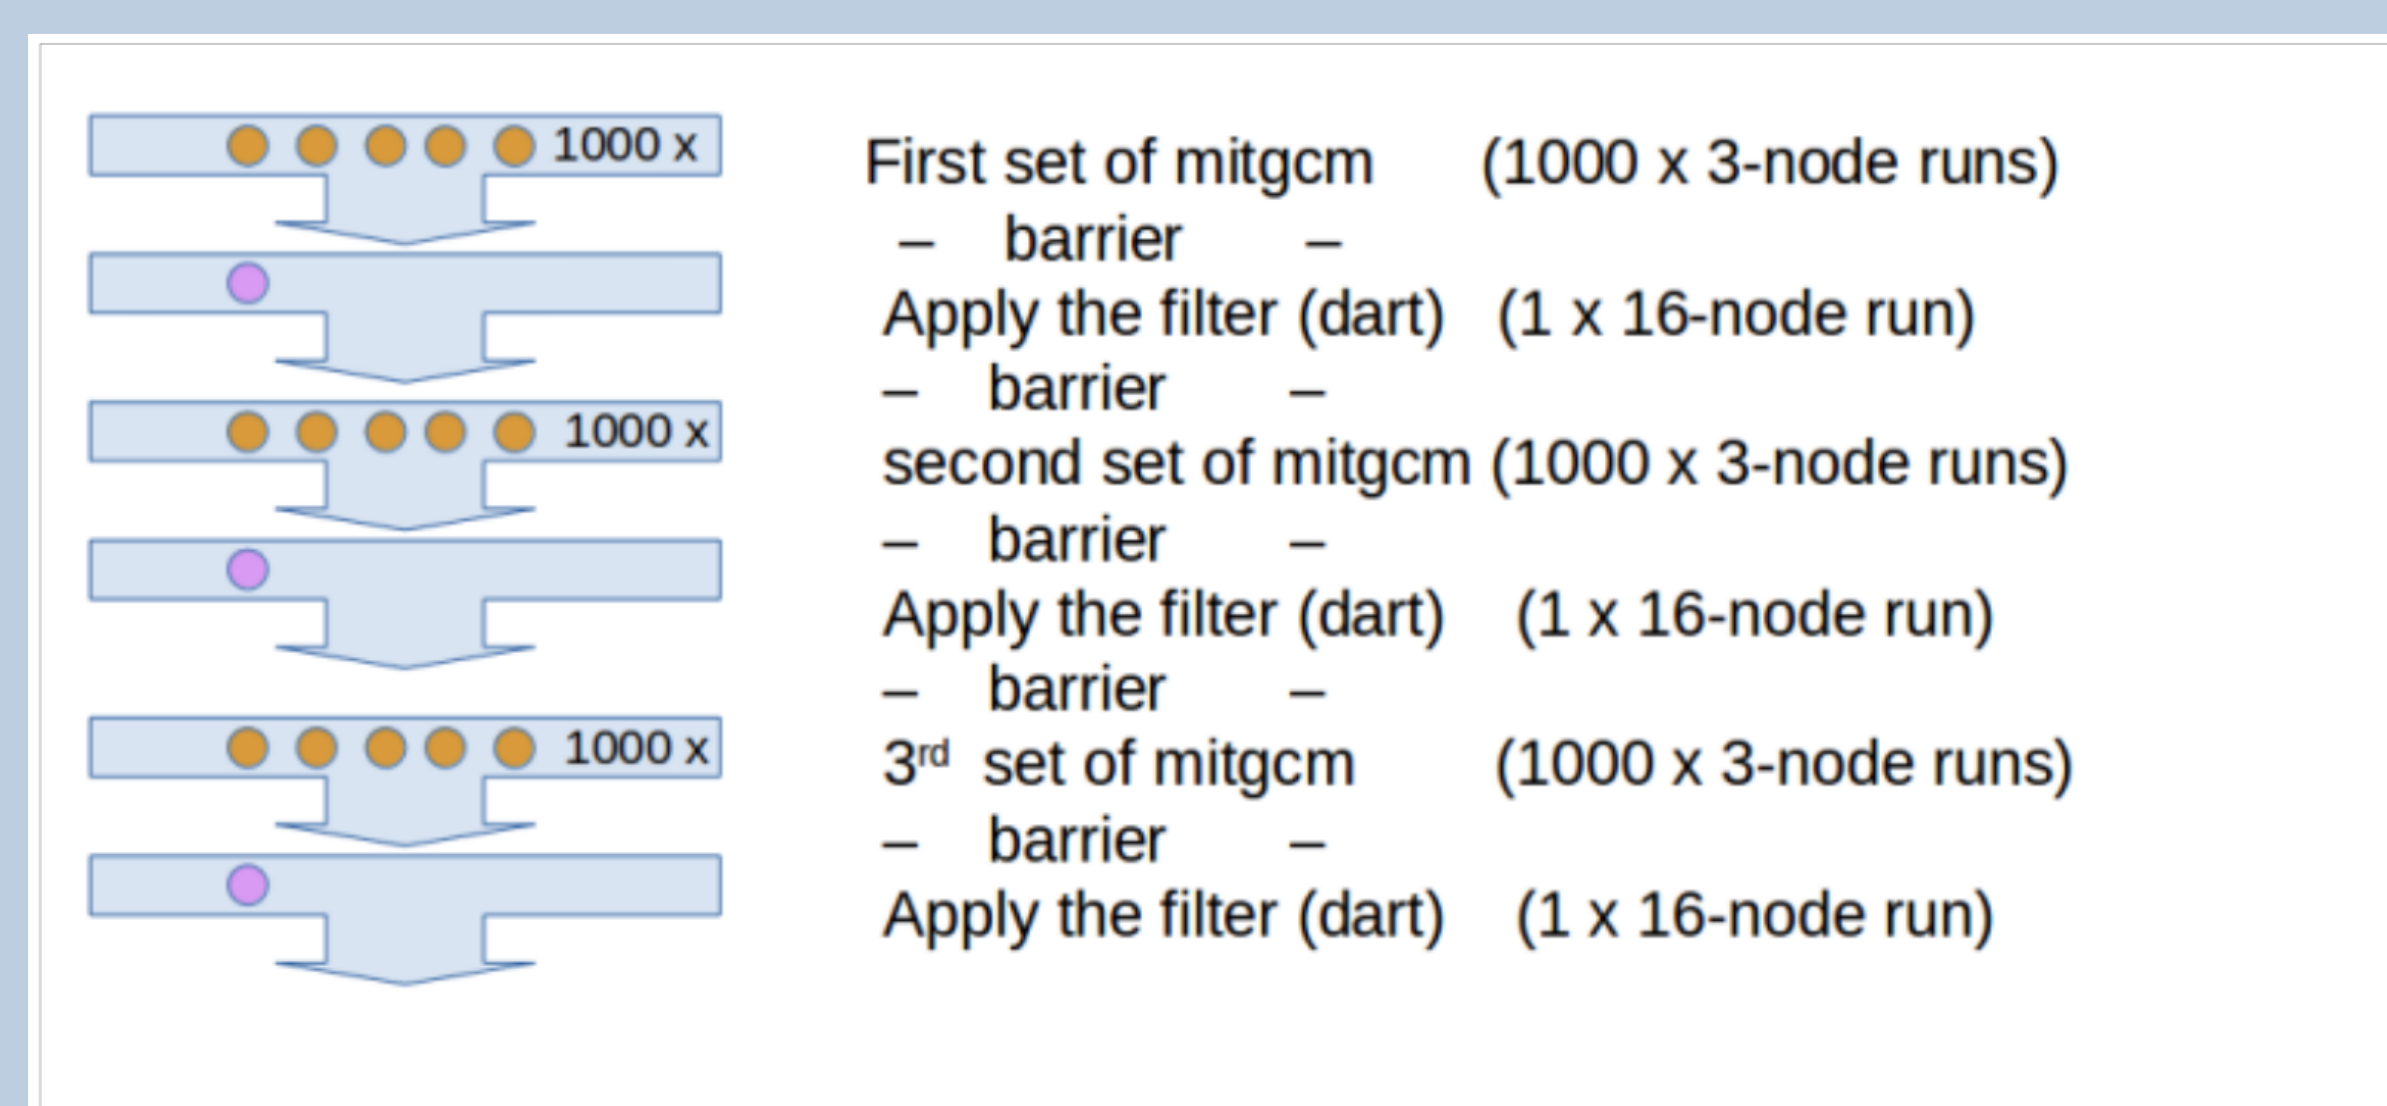 1000 x
First set of mitgcm (1000 x 3-node runs)
– barrier –
Apply the filter (dart) (1 x 16-node run)
– barrier –
1000 x
second set of mitgcm (1000 x 3-node runs)
– barrier –
Apply the filter (dart) (1 x 16-node run)
– barrier –
1000 x
3rd set of mitgcm (1000 x 3-node runs)
– barrier –
Apply the filter (dart) (1 x 16-node run)